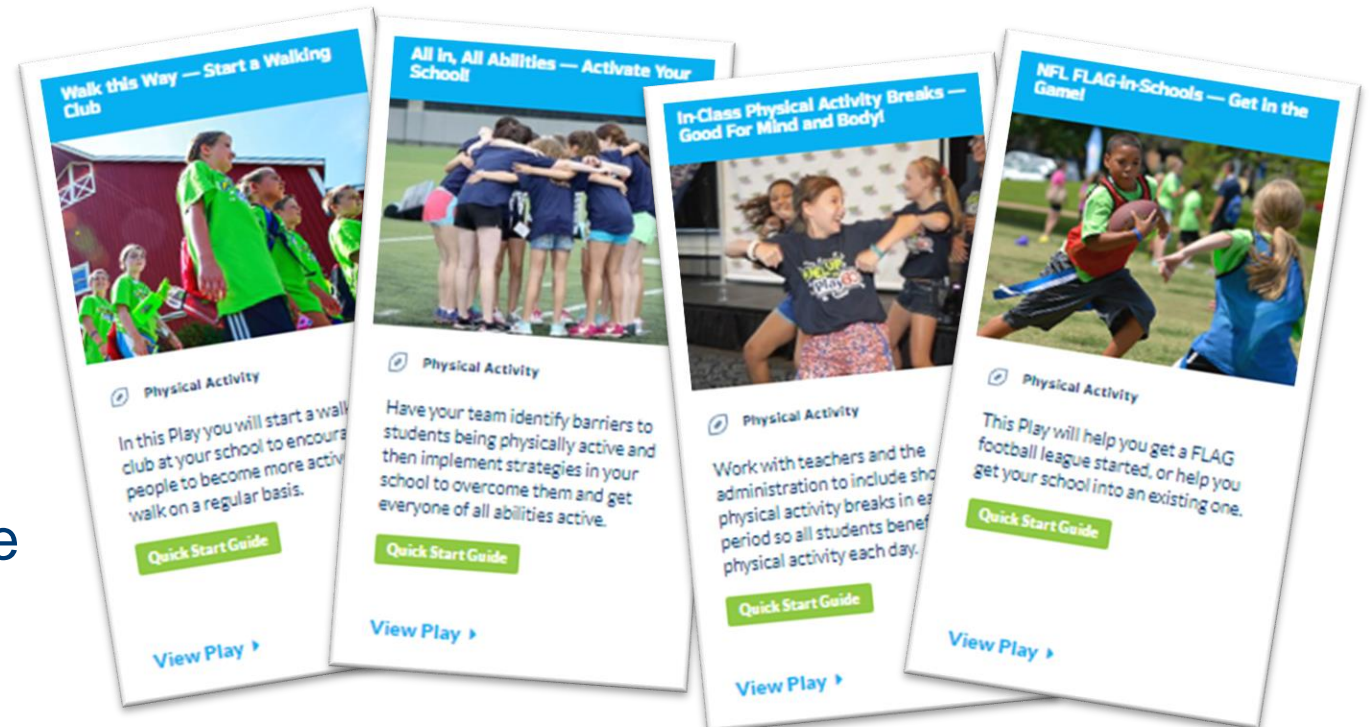 Walk this Way — Start a Walking
Club
Physical Activity
In this Play you will start a walk
club at your school to encoura
people to become more activ
walk on a regular basis.
Quick Start Guide
View Play
All in, All Abilities — Activate Your
School!
Physical Activity
Have your team identify barriers to
students being physically active and
then implement strategies in your
school to overcome them and get
everyone of all abilities active.
Quick Start Guide
View Play
In-Class Physical Activity Breaks —
Good For Mind and Body!
Physical Activity
Work with teachers and the
administration to include sho
physical activity breaks in ea
period so all students benef
physical activity each day.
Quick Start Guide
View Play
NFL FLAG-In-Schools — Get in the
Game!
Physical Activity
This Play will help you get a FLAG
football league started, or help you
get your school into an existing one.
Quick Start Guide
View Play
e